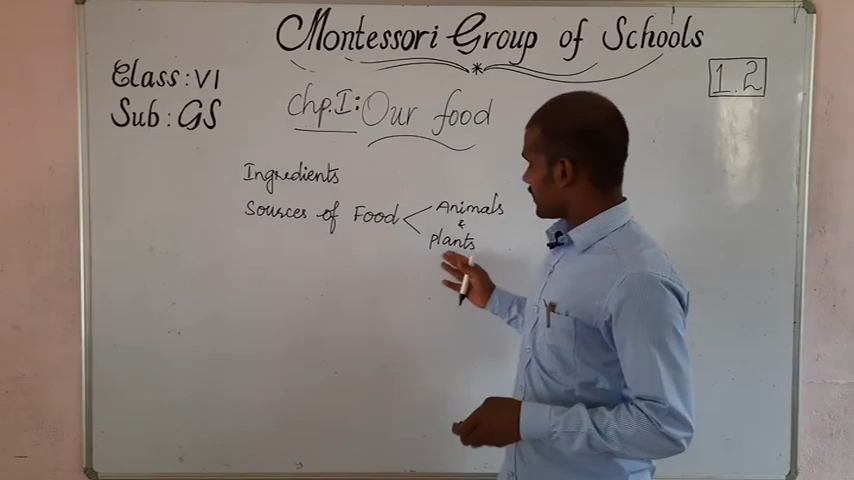 Montessori Group of Schools
Class : VI
1.2
Sub : GS
Chp.I : Our food
Ingredients
Sources of Food < Animals
&
Plants